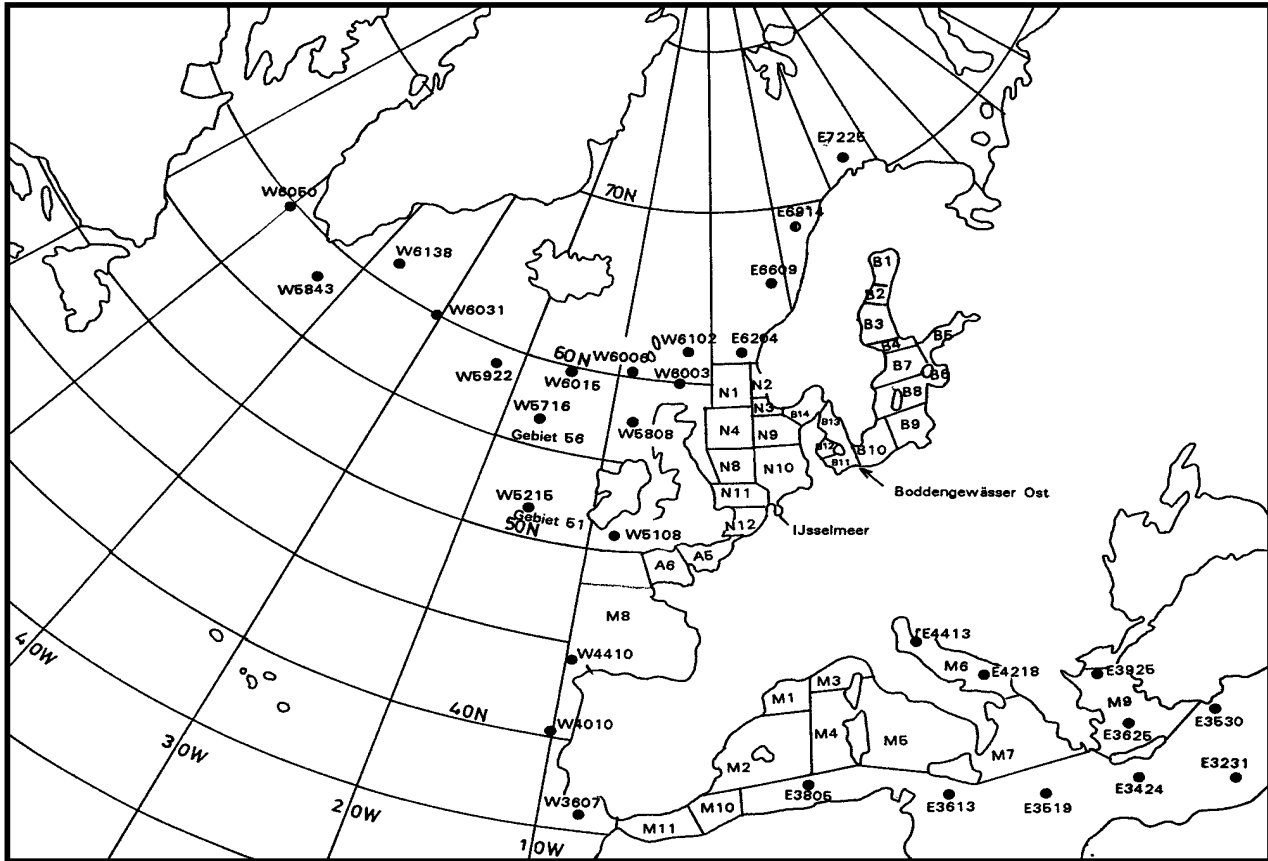 E7225
W6050
70N
E6914
W6138
B1
E6609
W5843
B2
W6031
B3
B5
W6102
E6204
B4
60N
W6006
B7
W5922
W6015
W6003
B6
N1
N2
B8
W5716
N3
B14
B13
B9
Gebiet 56
W5808
N4
N9
B12
B10
N8
N10
B11
W5215
N11
Boddengewässer Ost
Gebiet 51
50N
N12
IJsselmeer
W5108
A6
A5
M8
40W
E4413
W4410
M6
E4218
E3925
M3
M1
M9
40N
30W
W4010
M4
M5
E3530
E3625
M7
M2
E3231
20W
W3607
M10
E3805
E3613
E3519
E3424
M11
10W